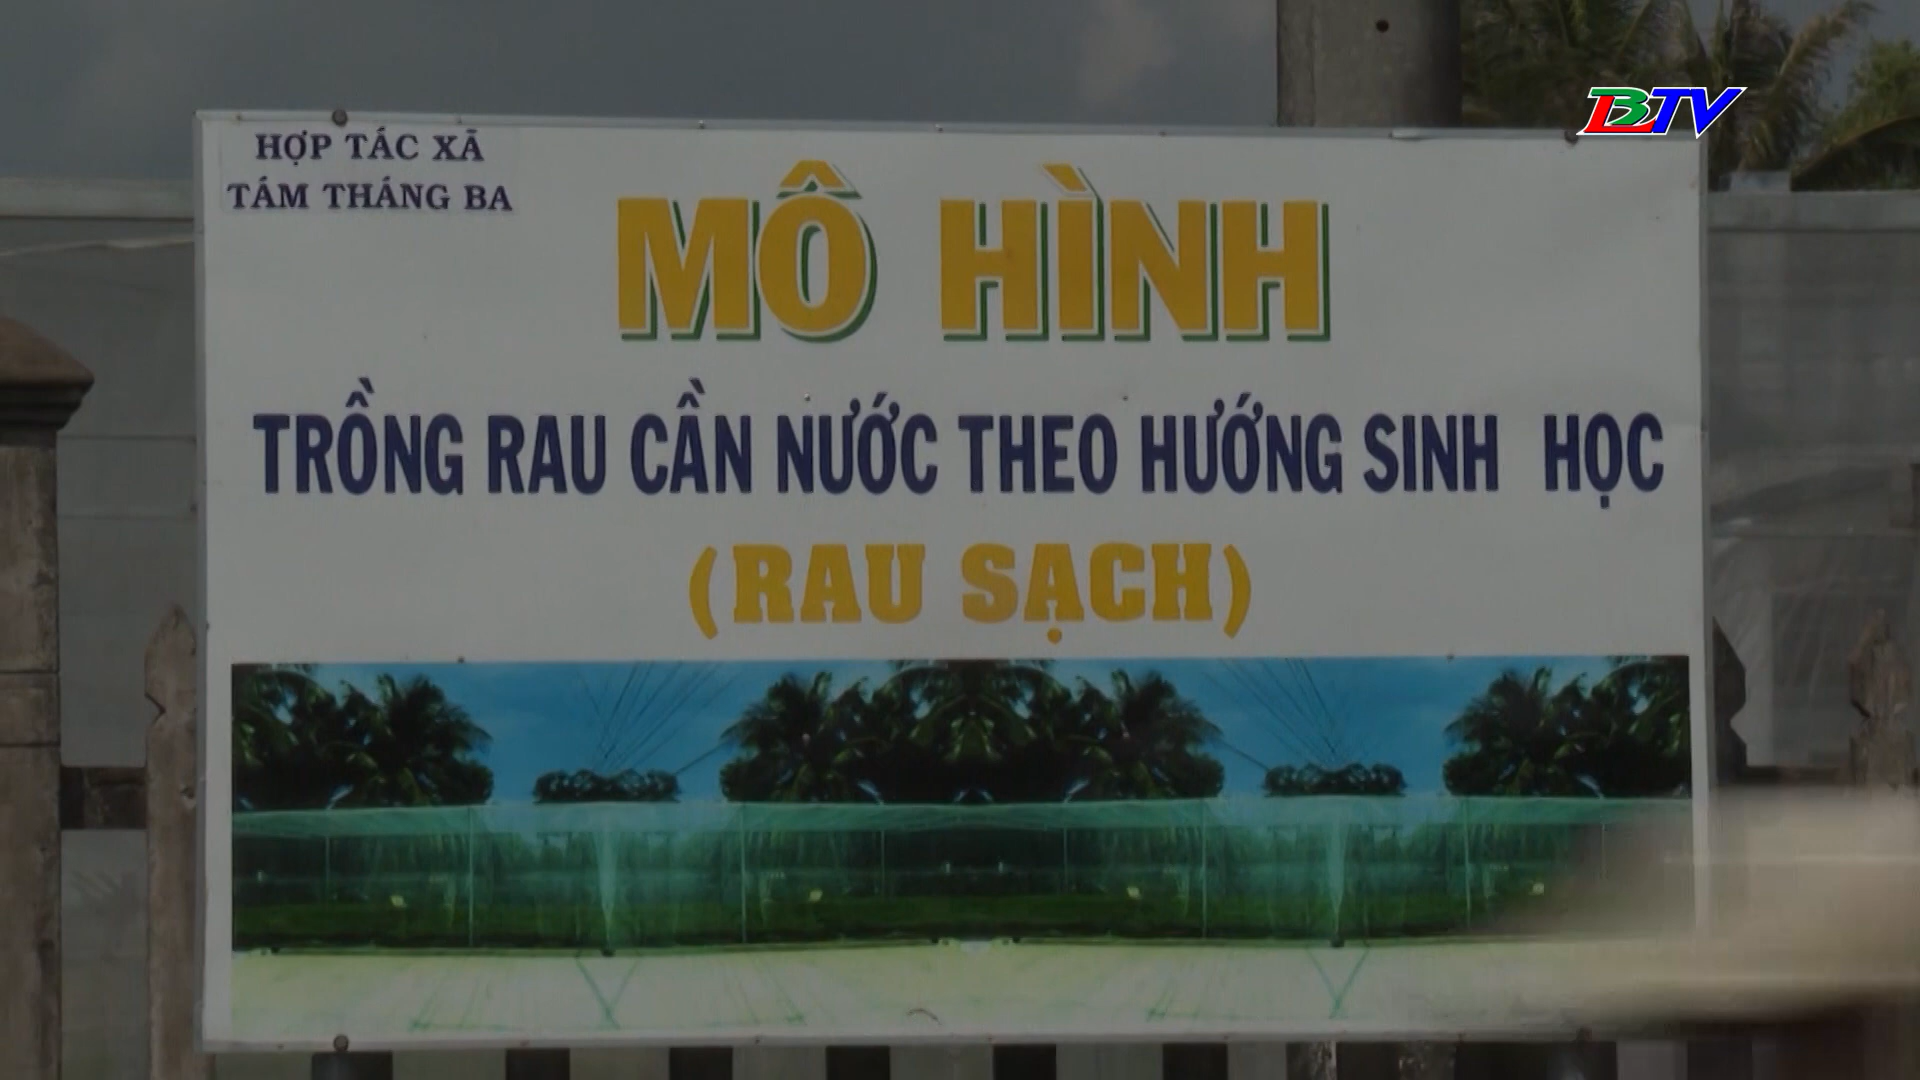 BTV
HỢP TÁC XÃ
TÁM THÁNG BA
MÔ HÌNH
TRỒNG RAU CẦN NƯỚC THEO HƯỚNG SINH HỌC
(RAU SẠCH)